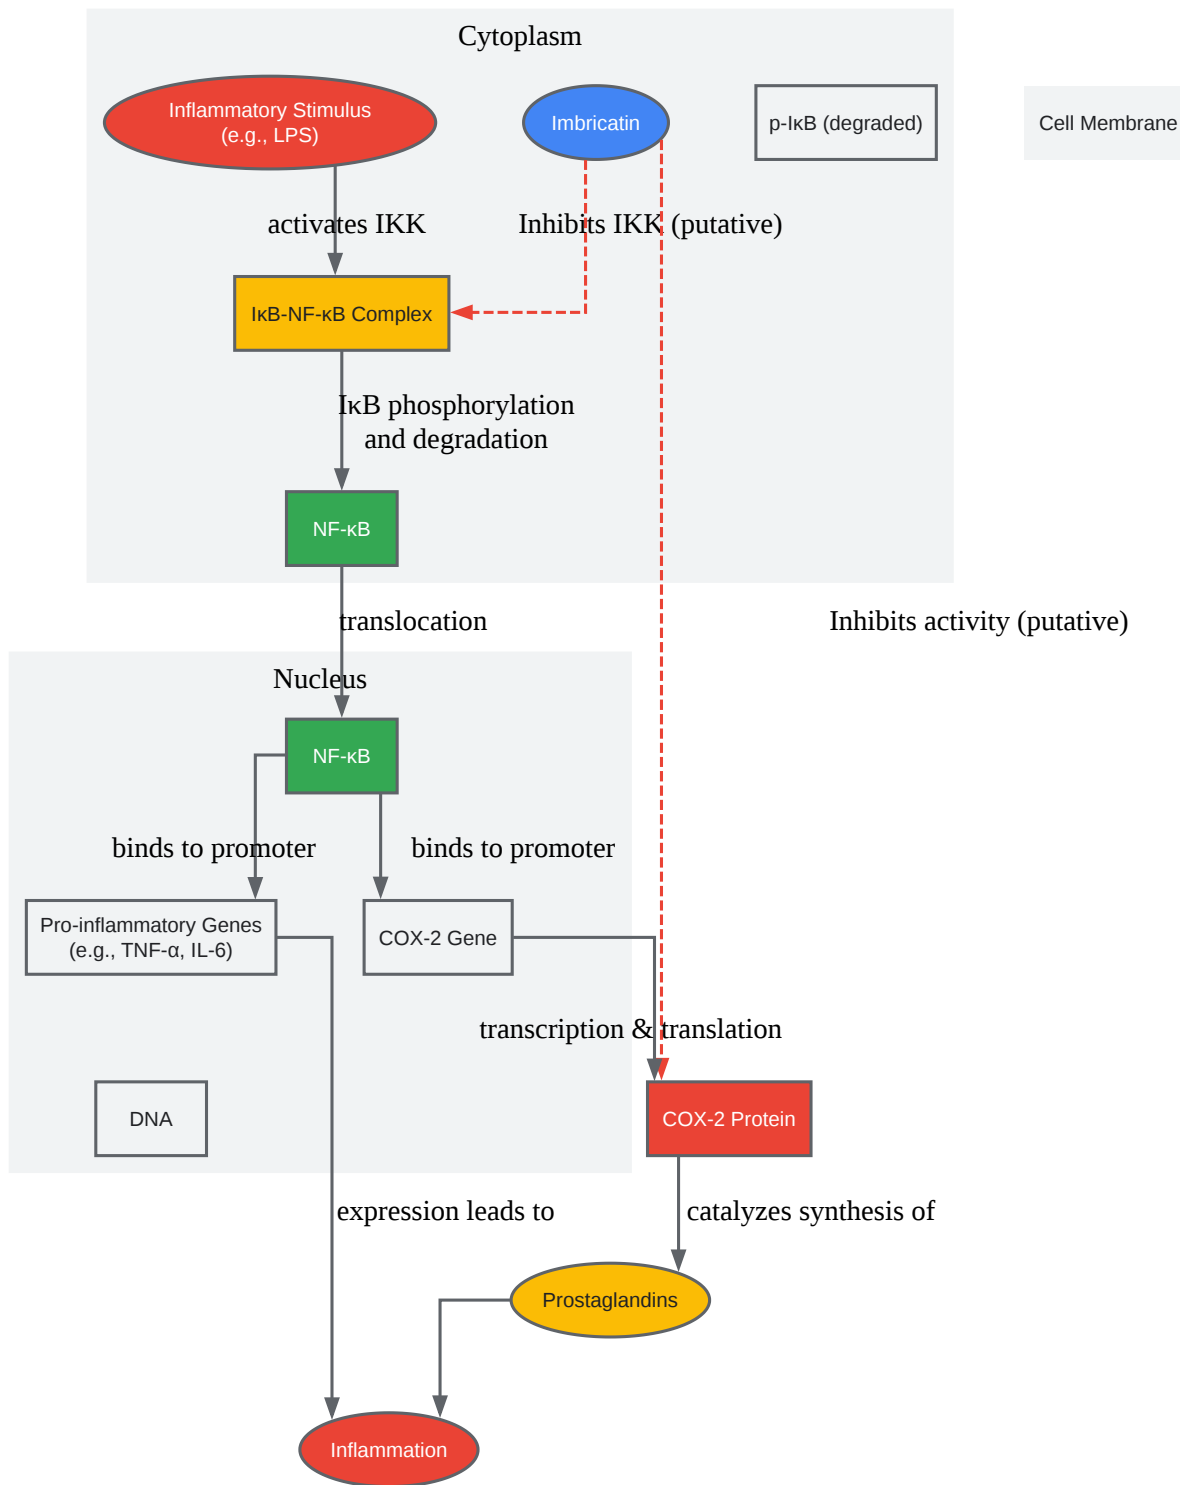 Cytoplasm
Inflammatory Stimulus
(e.g., LPS)
Imbricatin
p-IκB (degraded)
Cell Membrane
activates IKK
Inhibits IKK (putative)
IκB-NF-κB Complex
IκB phosphorylation
and degradation
NF-κB
translocation
Inhibits activity (putative)
Nucleus
NF-κB
binds to promoter
binds to promoter
Pro-inflammatory Genes
(e.g., TNF-α, IL-6)
COX-2 Gene
transcription & translation
DNA
COX-2 Protein
expression leads to
catalyzes synthesis of
Prostaglandins
Inflammation